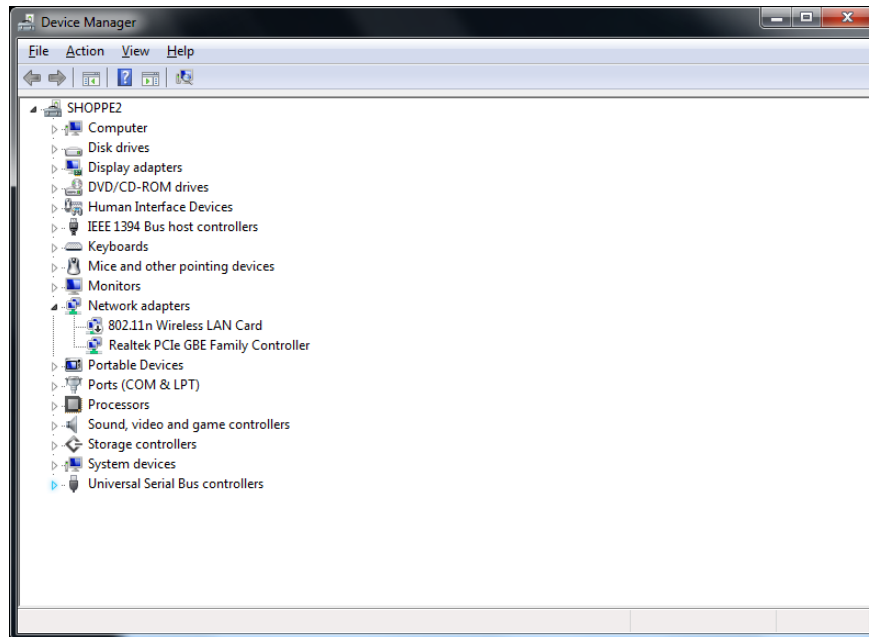 Device Manager
File Action View Help
SHOPPE2
Computer
Disk drives
Display adapters
DVD/CD-ROM drives
Human Interface Devices
IEEE 1394 Bus host controllers
Keyboards
Mice and other pointing devices
Monitors
Network adapters
802.11n Wireless LAN Card
Realtek PCIe GBE Family Controller
Portable Devices
Ports (COM & LPT)
Processors
Sound, video and game controllers
Storage controllers
System devices
Universal Serial Bus controllers